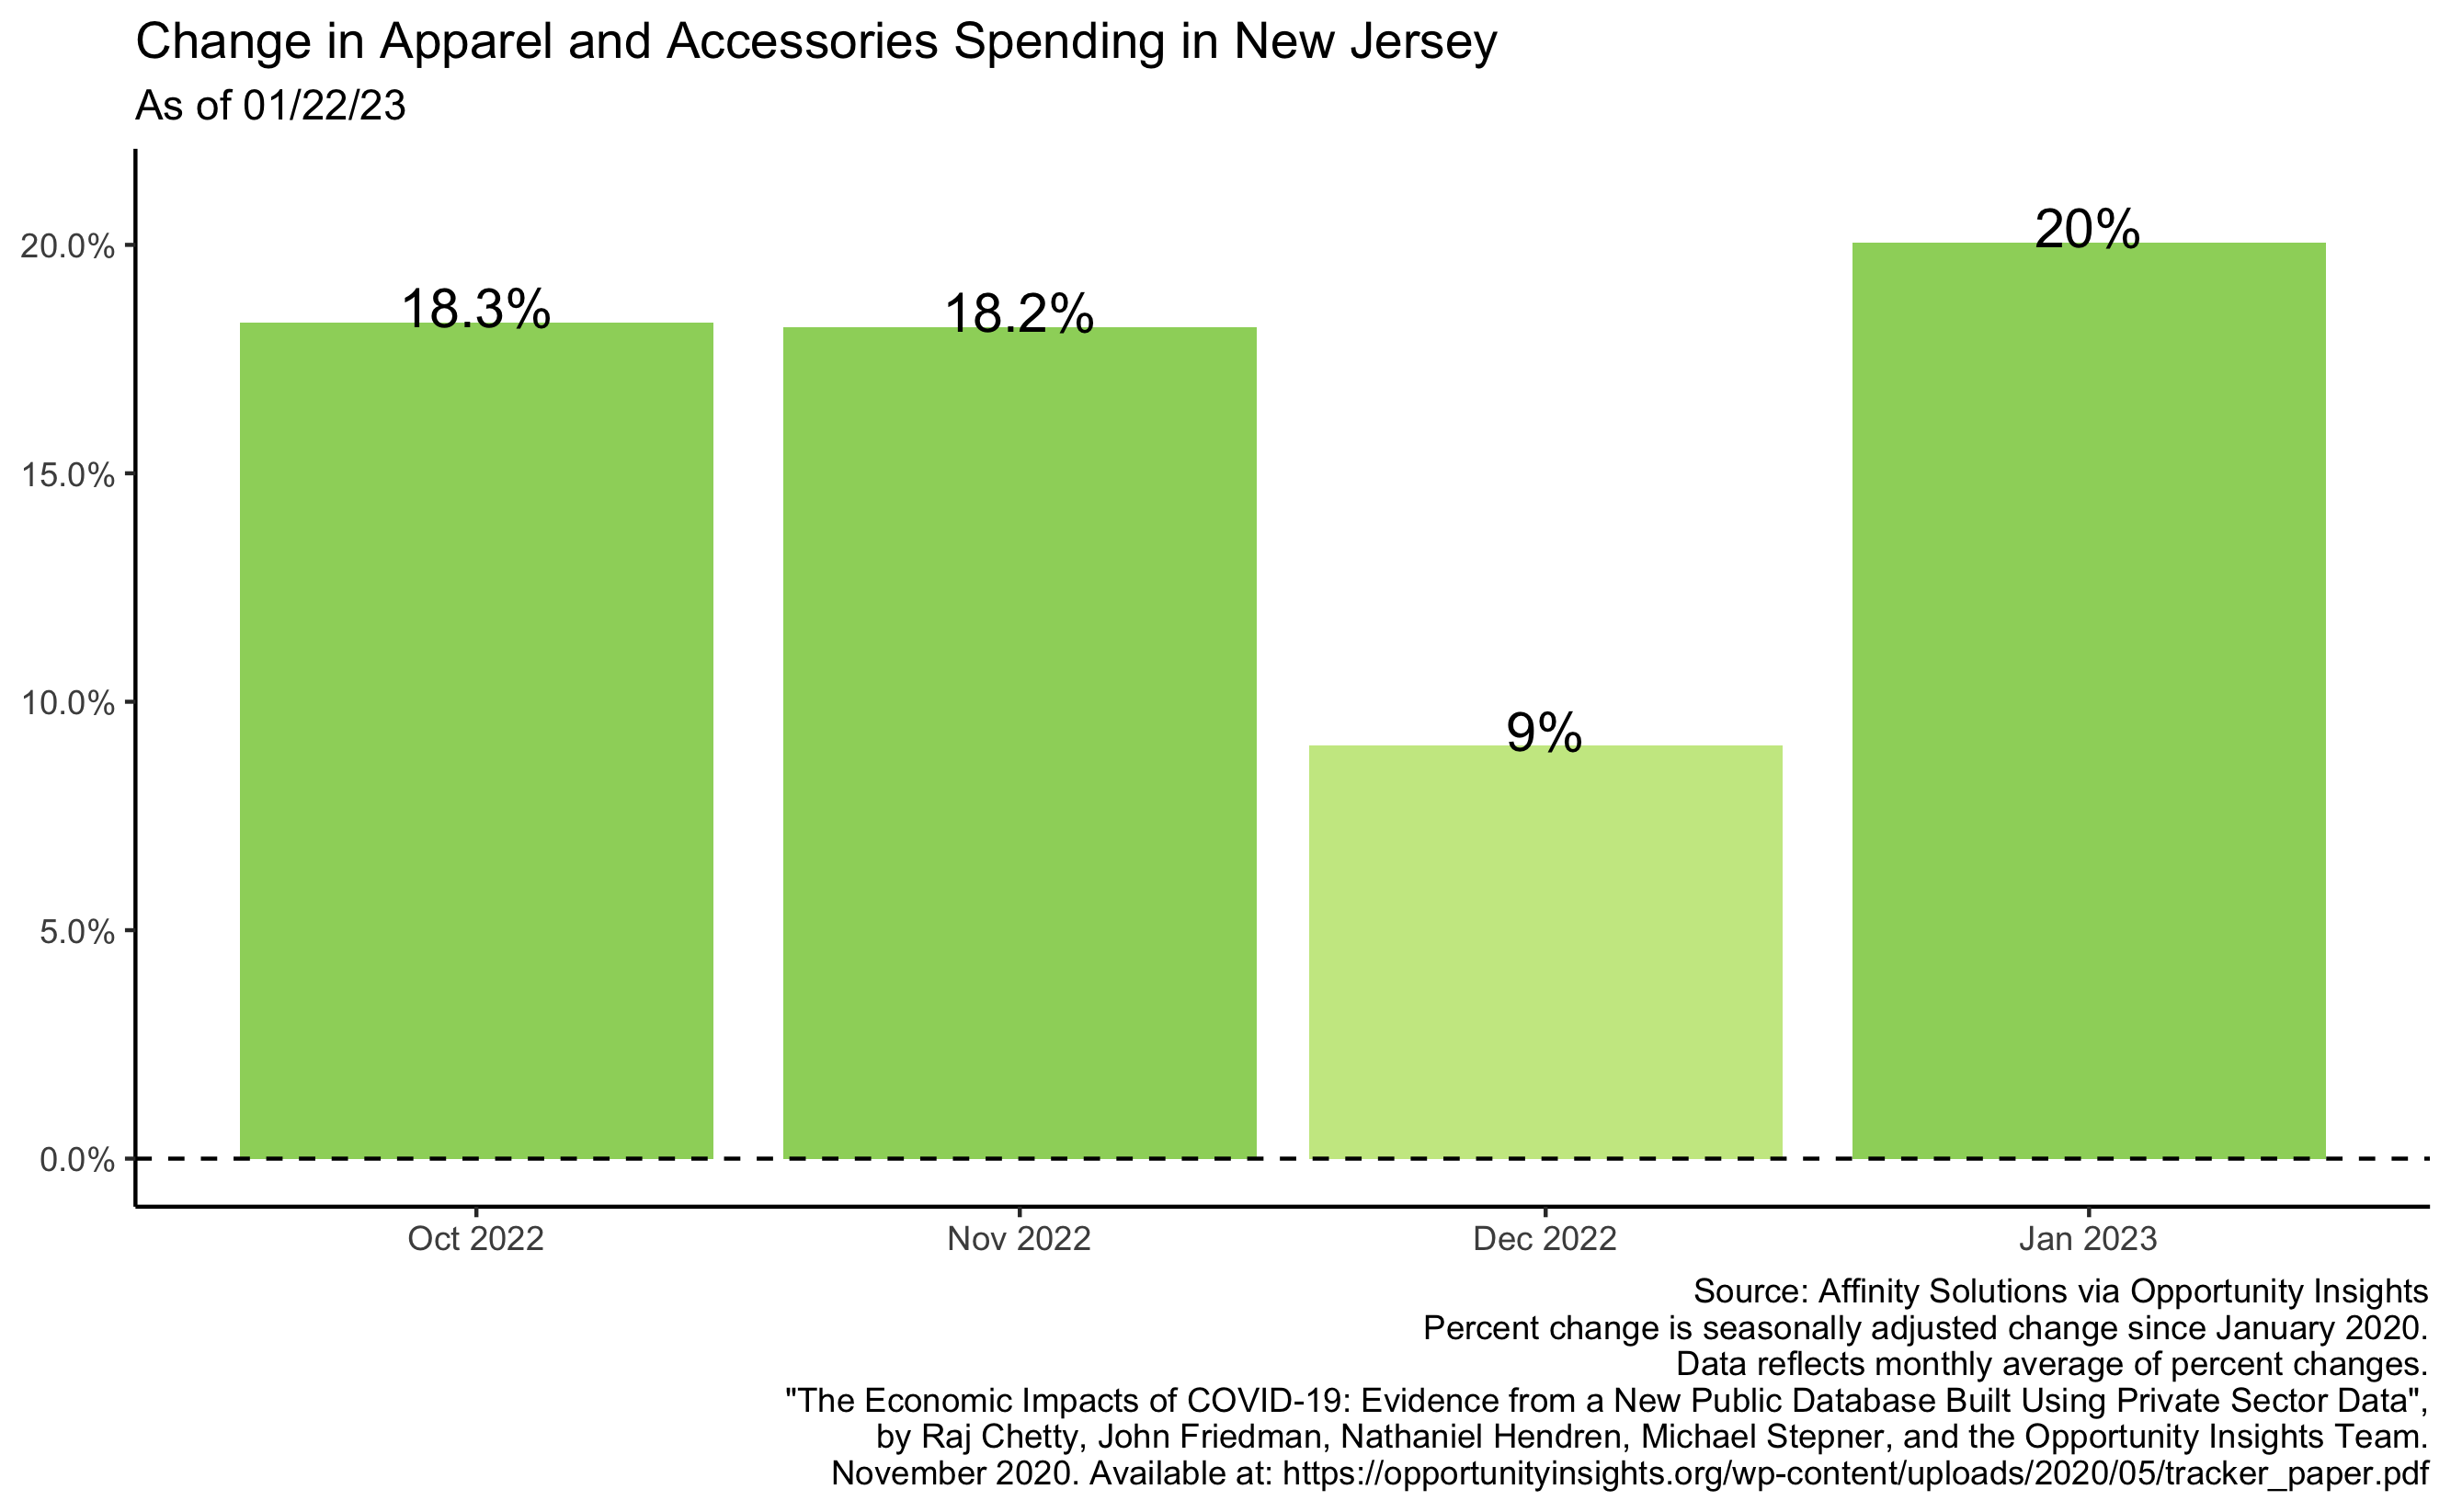 Change in Apparel and Accessories Spending in New Jersey
As of 01/22/23
20.0%
15.0%
10.0%
5.0%
0.0%
18.3%
18.2%
9%
20%
Oct 2022
Nov 2022
Dec 2022
Jan 2023
Source: Affinity Solutions via Opportunity Insights
Percent change is seasonally adjusted change since January 2020.
Data reflects monthly average of percent changes.
"The Economic Impacts of COVID-19: Evidence from a New Public Database Built Using Private Sector Data",
by Raj Chetty, John Friedman, Nathaniel Hendren, Michael Stepner, and the Opportunity Insights Team.
November 2020. Available at: https://opportunityinsights.org/wp-content/uploads/2020/05/tracker_paper.pdf